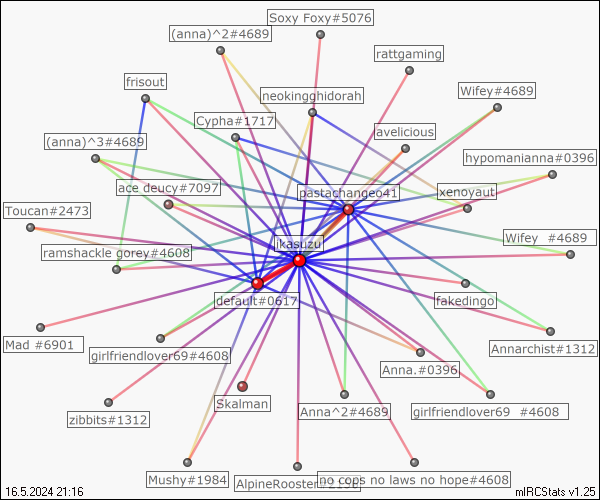 Soxy Foxy#5076
(anna)^2#4689
rattgaming
frisout
Wifey#4689
neokingghidorah
Cypha#1717
avelicious
(anna)^3#4689
hypomanianna#0396
ace deucy#7097
pastachangeo41
xenoyaut
Toucan#2473
Wifey #4689
ikasuzu
ramshackle gorey#4608
default#0617
fakedingo
Mad #6901
girlfriendlover69#4608
Annarchist#1312
Anna.#0396
Skalman
zibbits#1312
Anna^2#4689
girlfriendlover69 #4608
Mushy#1984
no cops no laws no hope#4608
16.5.2024 21:16
mIRCStats v1.25